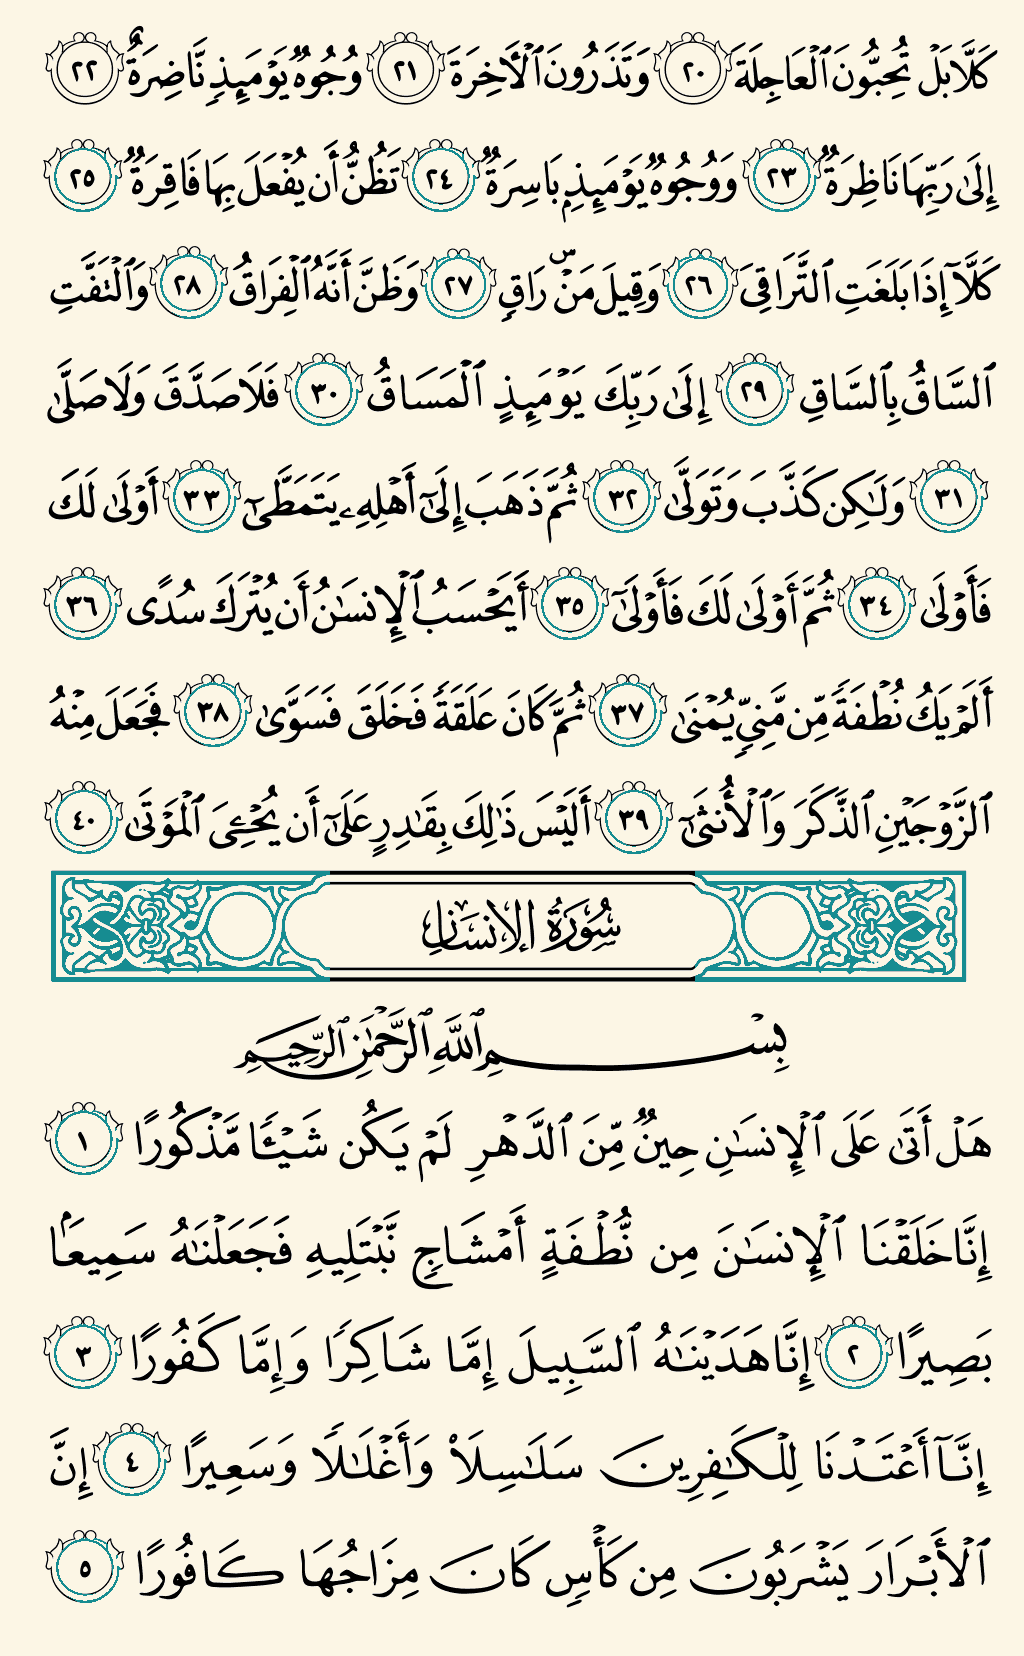 كَلَّا بَلْ تُحِبُّونَ ٱلْعَاجِلَةَ ٢٠ وَتَذَرُونَ ٱلْأَخِرَةَ ٢١ وُجُوهٌ يَوْمَئِذٍ نَّاضِرَةٌ ٢٢
إِلَىٰ رَبِّهَا نَاظِرَةٌ ٢٣ وَوُجُوهٌ يَوْمَئِذٍۭ بَاسِرَةٌ ٢٤ تَظُنُّ أَن يُفْعَلَ بِهَا فَاقِرَةٌ ٢٥
كَلَّآ إِذَا بَلَغَتِ ٱلتَّرَاقِىَ ٢٦ وَقِيلَ مَنْ ۜ رَاقٍ ٢٧ وَظَنَّ أَنَّهُ ٱلْفِرَاقُ ٢٨ وَٱلْتَفَّتِ
ٱلسَّاقُ بِٱلسَّاقِ ٢٩ إِلَىٰ رَبِّكَ يَوْمَئِذٍ ٱلْمَسَاقُ ٣٠ فَلَا صَدَّقَ وَلَا صَلَّىٰ
٣١ وَلَٰكِن كَذَّبَ وَتَوَلَّىٰ ٣٢ ثُمَّ ذَهَبَ إِلَىٰٓ أَهْلِهِۦ يَتَمَطَّىٰٓ ٣٣ أَوْلَىٰ لَكَ
فَأَوْلَىٰ ٣٤ ثُمَّ أَوْلَىٰ لَكَ فَأَوْلَىٰٓ ٣٥ أَيَحْسَبُ ٱلْإِنسَٰنُ أَن يُتْرَكَ سُدًى ٣٦
أَلَمْ يَكُ نُطْفَةً مِّن مَّنِىٍّ يُمْنَىٰ ٣٧ ثُمَّ كَانَ عَلَقَةً فَخَلَقَ فَسَوَّىٰ ٣٨ فَجَعَلَ مِنْهُ
ٱلزَّوْجَيْنِ ٱلذَّكَرَ وَٱلْأُنثَىٰٓ ٣٩ أَلَيْسَ ذَٰلِكَ بِقَٰدِرٍ عَلَىٰٓ أَن يُحْۦِىَ ٱلْمَوْتَىٰ ٤٠
سُورَةُ الإنسان
بِسْمِ ٱللَّهِ ٱلرَّحْمَٰنِ ٱلرَّحِيمِ
هَلْ أَتَىٰ عَلَى ٱلْإِنسَٰنِ حِينٌ مِّنَ ٱلدَّهْرِ لَمْ يَكُن شَيْـًٔا مَّذْكُورًا ١
إِنَّا خَلَقْنَا ٱلْإِنسَٰنَ مِن نُّطْفَةٍ أَمْشَاجٍ نَّبْتَلِيهِ فَجَعَلْنَٰهُ سَمِيعَۢا
بَصِيرًا ٢ إِنَّا هَدَيْنَٰهُ ٱلسَّبِيلَ إِمَّا شَاكِرًا وَإِمَّا كَفُورًا ٣
إِنَّآ أَعْتَدْنَا لِلْكَٰفِرِينَ سَلَٰسِلَا۟ وَأَغْلَٰلًا وَسَعِيرًا ٤ إِنَّ
ٱلْأَبْرَارَ يَشْرَبُونَ مِن كَأْسٍ كَانَ مِزَاجُهَا كَافُورًا ٥